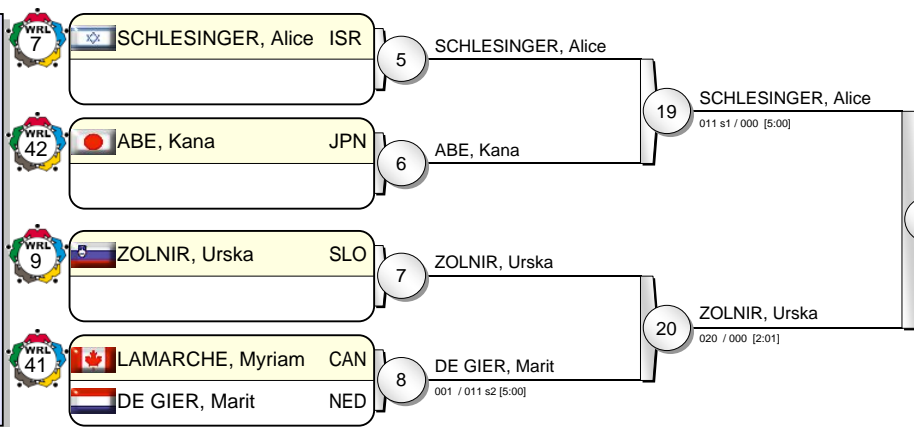 WRL
7
SCHLESINGER, Alice ISR
5
SCHLESINGER, Alice
19
SCHLESINGER, Alice
011 s1 / 000 [5:00]
WRL
42
ABE, Kana JPN
6
ABE, Kana
WRL
9
ZOLNIR, Urska SLO
7
ZOLNIR, Urska
20
ZOLNIR, Urska
020 / 000 [2:01]
WRL
41
LAMARCHE, Myriam CAN
DE GIER, Marit NED
8
DE GIER, Marit
001 / 011 s2 [5:00]